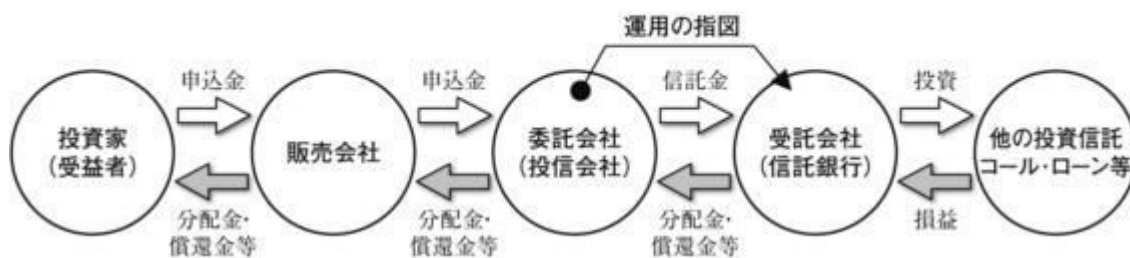 運用の指図
申込金
申込金
信託金
投資
投資家
(受益者)
販売会社
委託会社
(投信会社)
受託会社
(信託銀行)
他の投資信託
コール・ローン等
分配金・
償還金等
分配金・
償還金等
分配金・
償還金等
損益